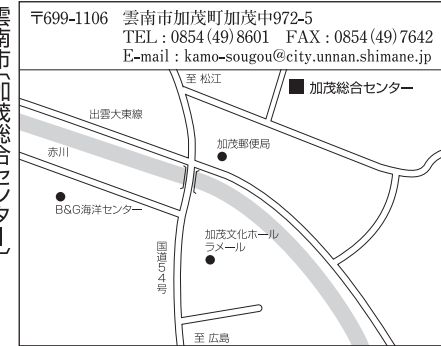 雲南市〔加茂総合センター〕
〒699-1106 雲南市加茂町加茂中972-5
TEL : 0854(49)8601 FAX : 0854(49)7642
E-mail : kamo-sougou@city.unnan.shimane.jp
至 松江
加茂総合センター
出雲大東線
加茂郵便局
赤川
B&G海洋センター
加茂文化ホール
ラメール
国道54号
至 広島